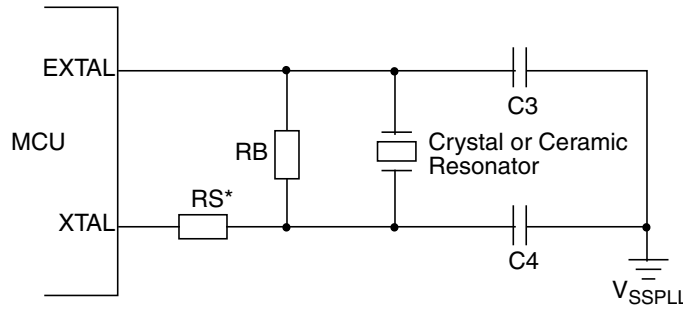 EXTAL
C3
MCU
RB
Crystal or Ceramic
Resonator
RS*
XTAL
C4
VSSPLL